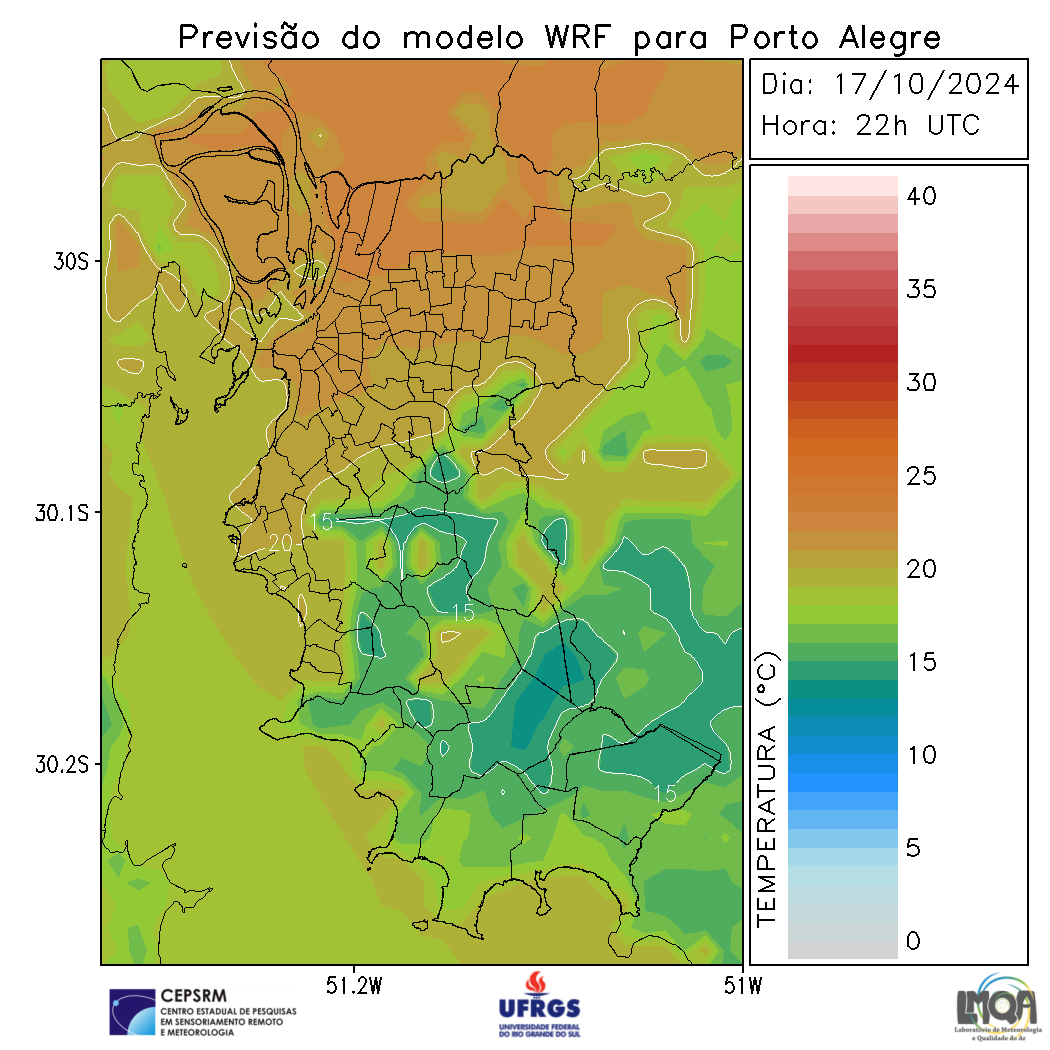 Previsão do modelo WRF para Porto Alegre
Dia: 17/10/2024
Hora: 22h UTC
30S
30.1S
30.2S
51.2W
51W
15
20
15
15
TEMPERATURA (°C)
40
35
30
25
20
15
10
5
0
CEPSRM
CENTRO ESTADUAL DE PESQUISAS
EM SENSORIAMENTO REMOTO
E METEOROLOGIA
UFRGS
UNIVERSIDADE FEDERAL
DO RIO GRANDE DO SUL
LMQA
Laboratório de Meteorologia
e Qualidade do Ar